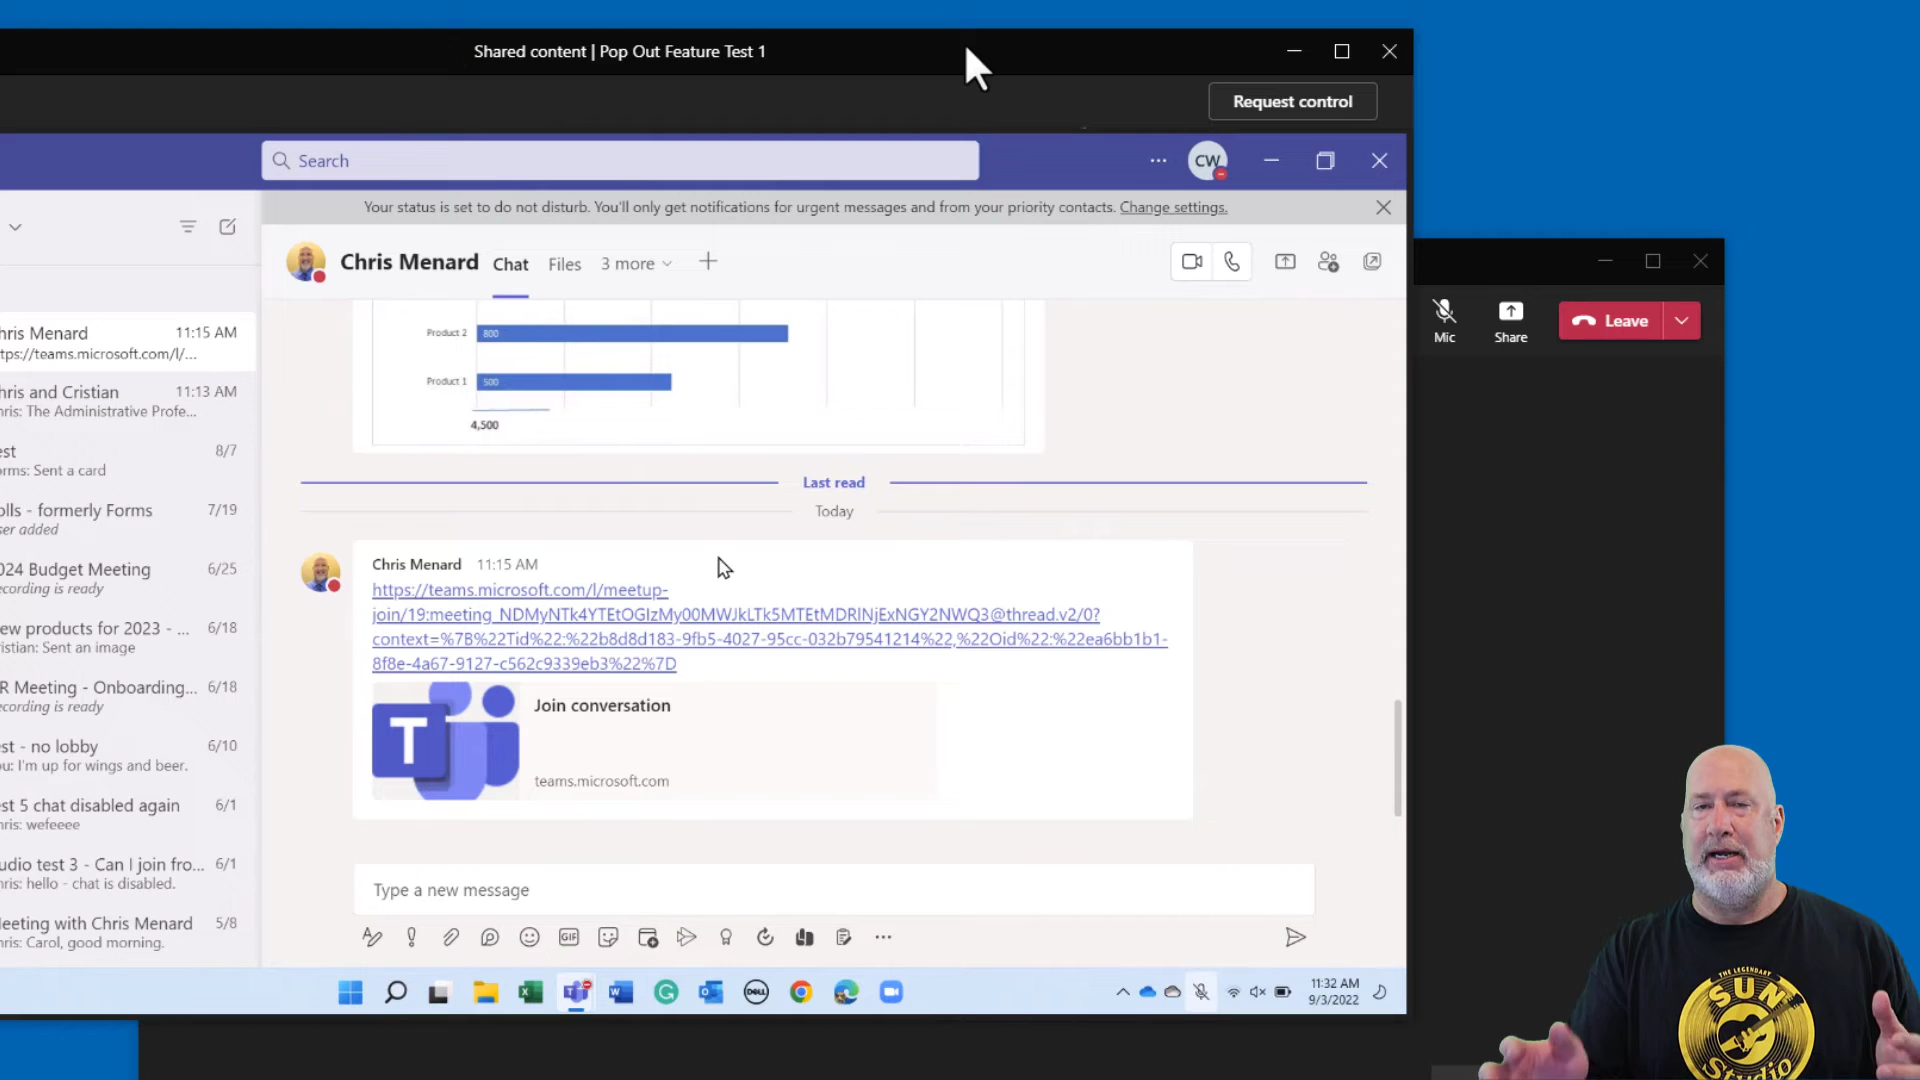 Shared content | Pop Out Feature Test 1
Request control
Search
CW
Your status is set to do not disturb. You'll only get notifications for urgent messages and from your priority contacts. Change settings.
Chris Menard Chat Files 3 more
hris Menard 11:15 AM
tps://teams.microsoft.com/l/...
hris and Cristian 11:13 AM
hris: The Administrative Profe...
est 8/7
orms: Sent a card
olls - formerly Forms 7/19
ser added
024 Budget Meeting 6/25
ecording is ready
ew products for 2023 - ... 6/18
ristian: Sent an image
R Meeting - Onboarding... 6/18
ecording is ready
est - no lobby 6/10
ou: I'm up for wings and beer.
est 5 chat disabled again 6/1
hris: wefeeee
udio test 3 - Can I join fro... 6/1
hris: hello - chat is disabled.
eeting with Chris Menard 5/8
hris: Carol, good morning.
Product 2 800
Product 1 500
4,500
Last read
Today
Chris Menard 11:15 AM
https://teams.microsoft.com/l/meetup-
join/19:meeting_NDMyNTk4YTEtOGIzMy00MWJkLTk5MTEtMDRlNjExNGY2NWQ3@thread.v2/0?
context=%7B%22Tid%22:%22b8d8d183-9fb5-4027-95cc-032b79541214%22,%22Oid%22:%22ea6bb1b1-
8f8e-4a67-9127-c562c9339eb3%22%7D
T
Join conversation
teams.microsoft.com
Type a new message
GIF
DELL
11:32 AM
9/3/2022
Mic
Share
Leave
THE LEGENDARY
SUN
Studio